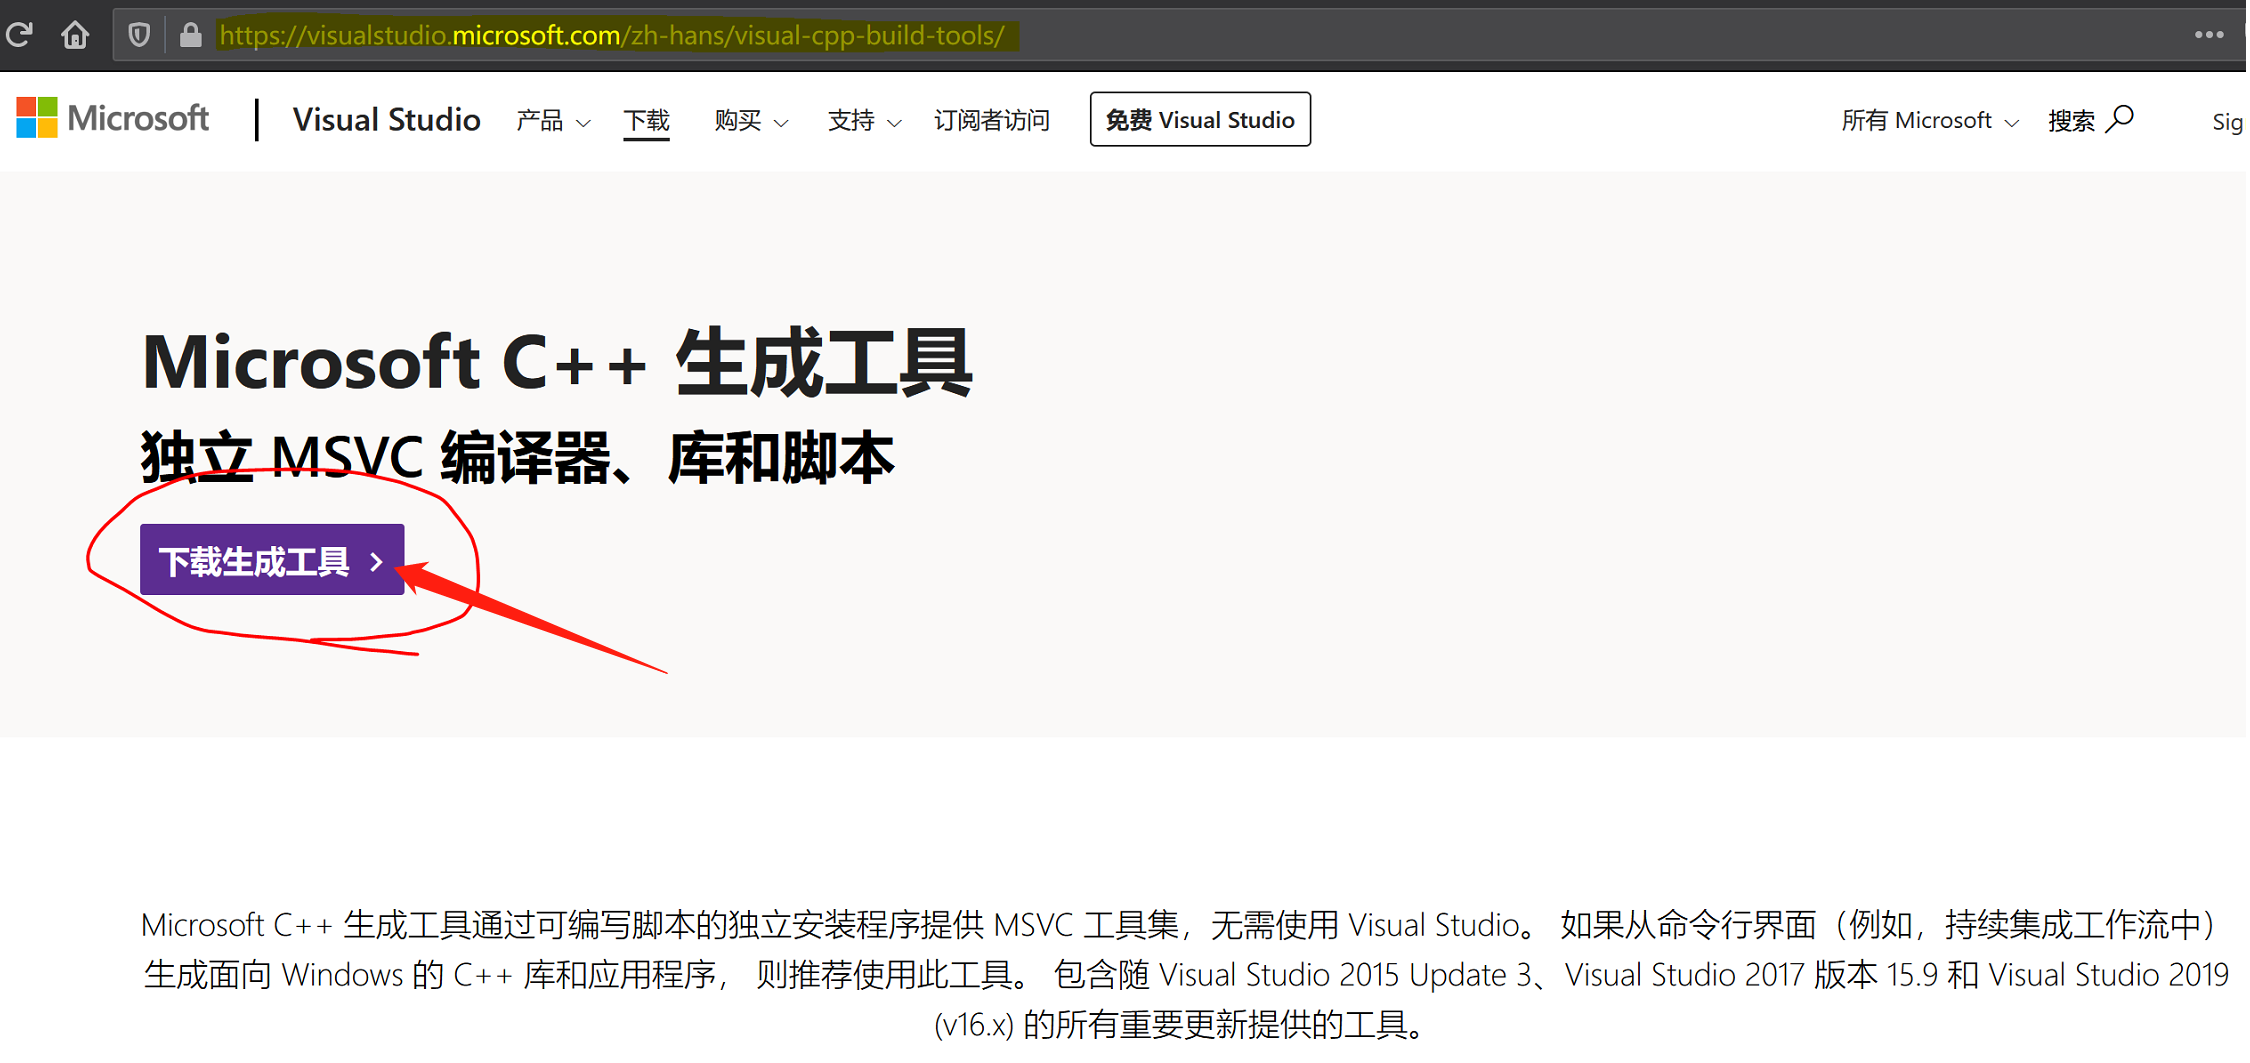 https://visualstudio.microsoft.com/zh-hans/visual-cpp-build-tools/
Microsoft | Visual Studio 产品 下载 购买 支持 订阅者访问 免费 Visual Studio 所有 Microsoft 搜索 Sig
Microsoft C++ 生成工具
独立 MSVC 编译器、库和脚本
下载生成工具
Microsoft C++ 生成工具通过可编写脚本的独立安装程序提供 MSVC 工具集，无需使用 Visual Studio。 如果从命令行界面（例如，持续集成工作流中）
生成面向 Windows 的 C++ 库和应用程序， 则推荐使用此工具。 包含随 Visual Studio 2015 Update 3、Visual Studio 2017 版本 15.9 和 Visual Studio 2019
(v16.x) 的所有重要更新提供的工具。